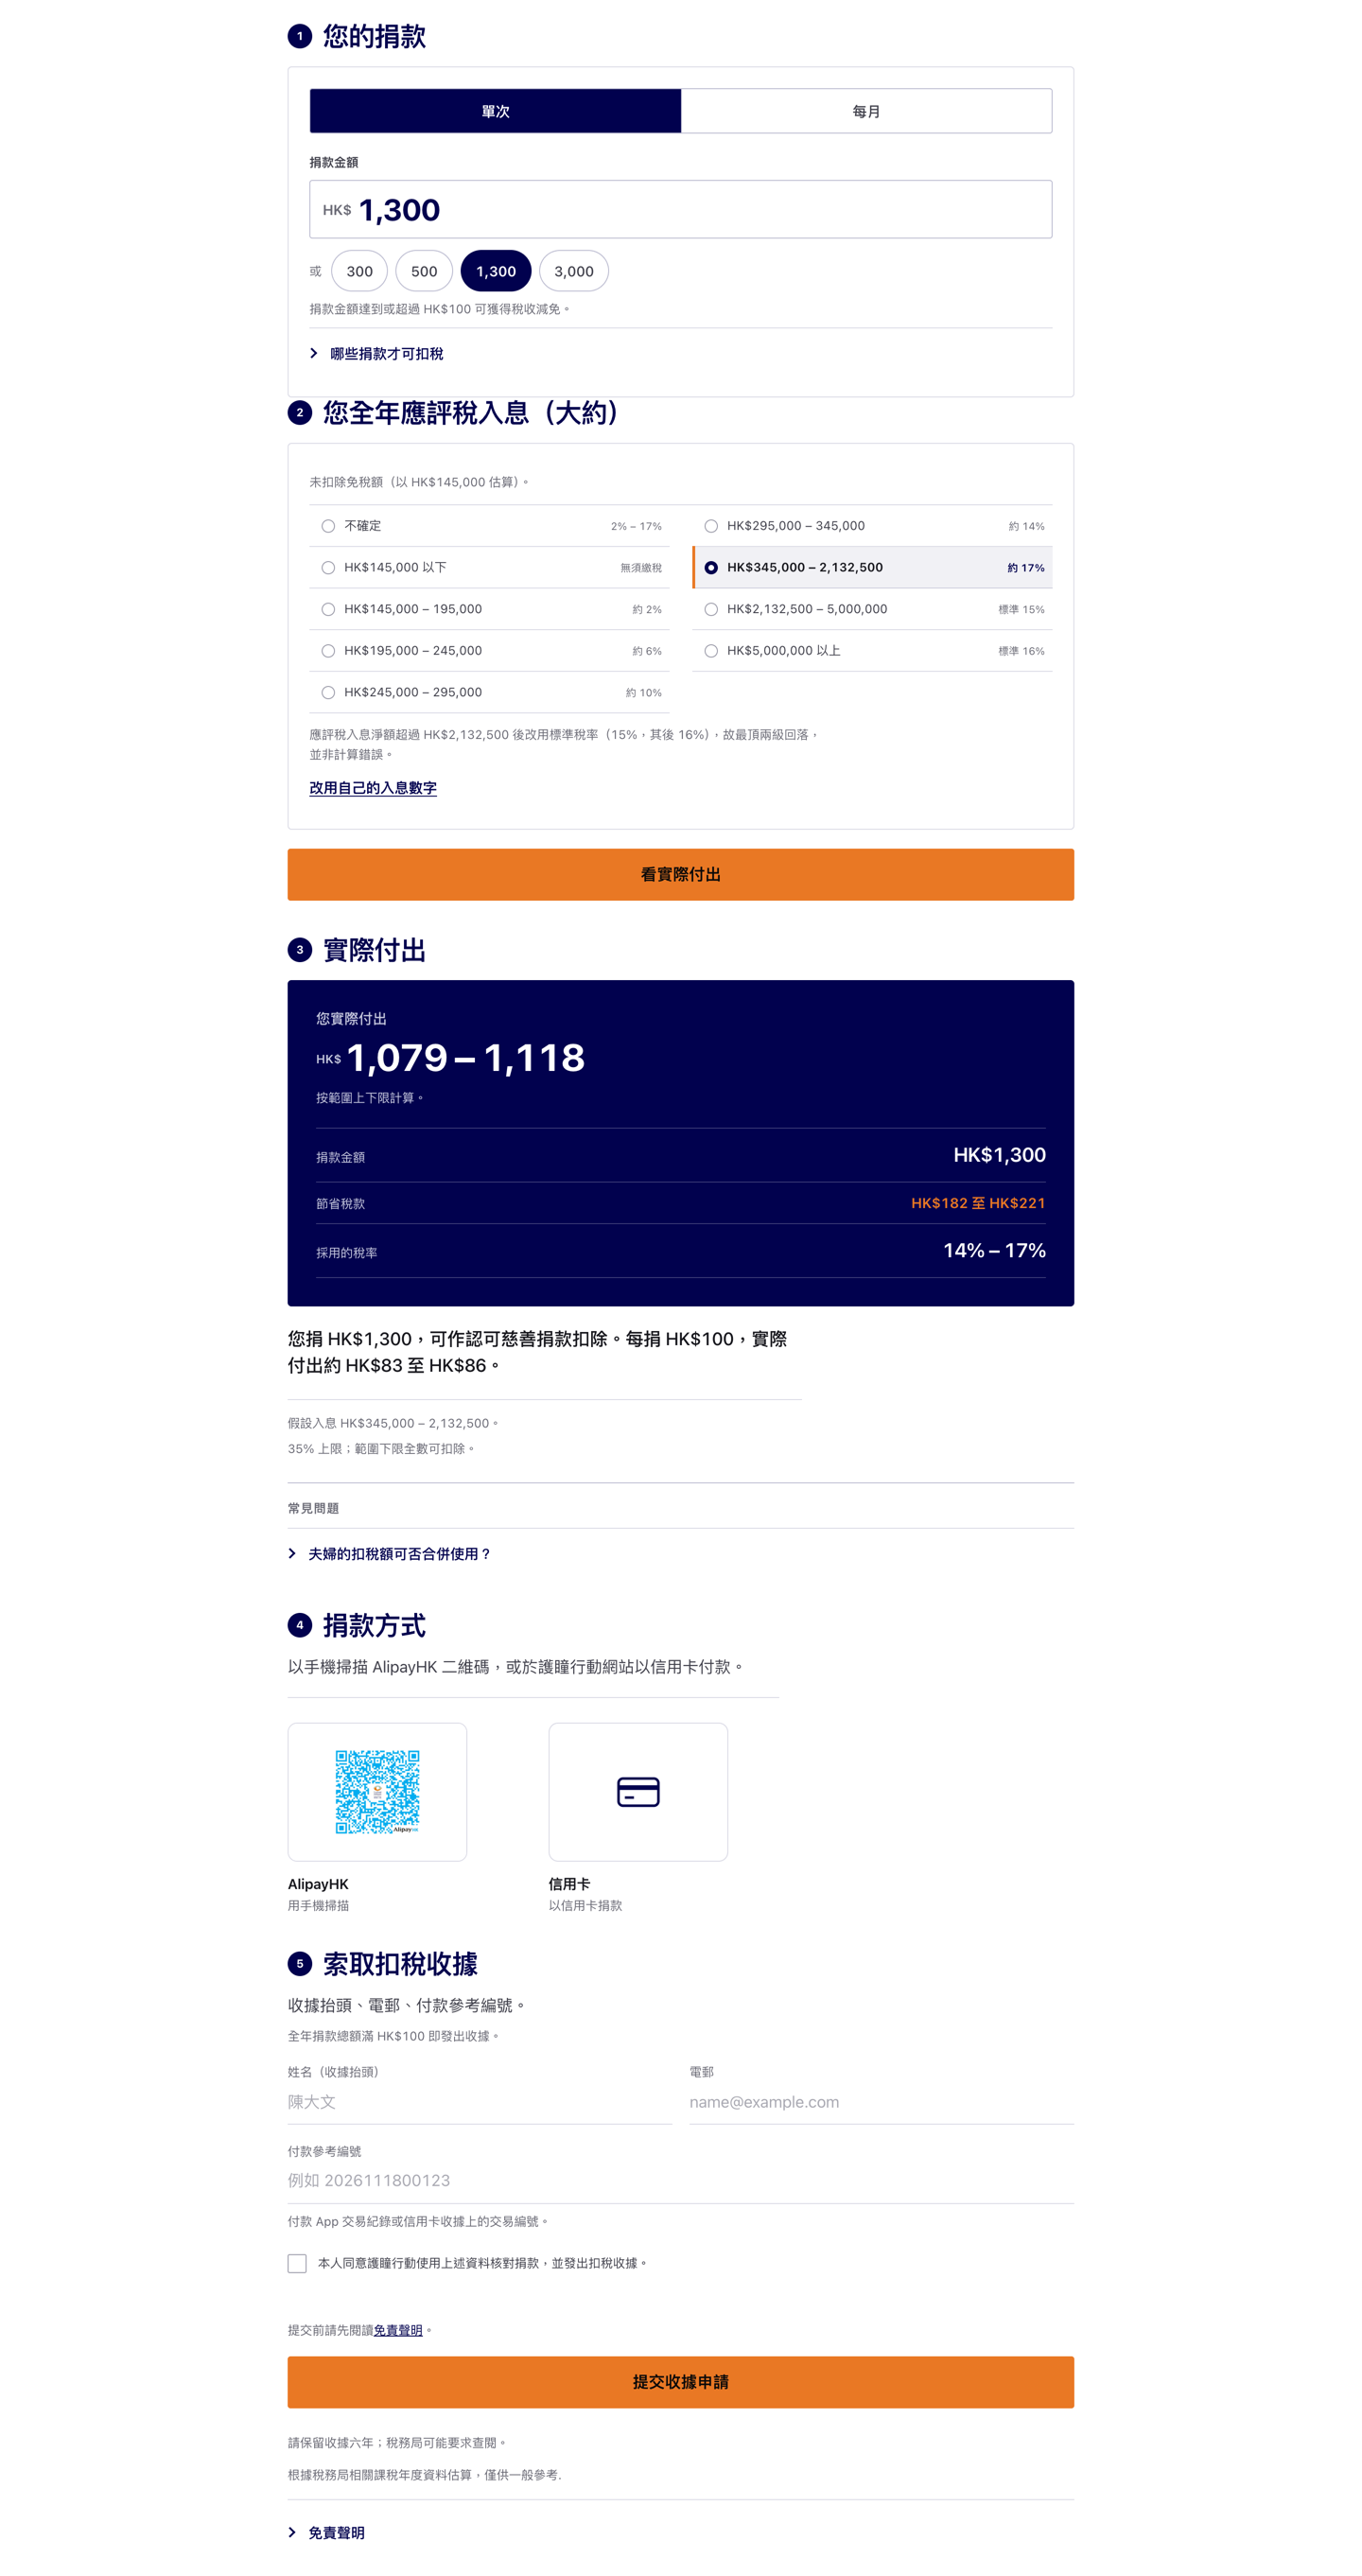 1 您的捐款
單次
每月
捐款金額
HK$ 1,300
或 300 500 1,300 3,000
捐款金額達到或超過 HK$100 可獲得稅收減免。
哪些捐款才可扣稅
2 您全年應評稅入息（大約）
未扣除免稅額（以 HK$145,000 估算）。
不確定 2% – 17%
HK$145,000 以下 無須繳稅
HK$145,000 – 195,000 約 2%
HK$195,000 – 245,000 約 6%
HK$245,000 – 295,000 約 10%
HK$295,000 – 345,000 約 14%
HK$345,000 – 2,132,500 約 17%
HK$2,132,500 – 5,000,000 標準 15%
HK$5,000,000 以上 標準 16%
應評稅入息淨額超過 HK$2,132,500 後改用標準稅率（15%，其後 16%），故最頂兩級回落，
並非計算錯誤。
改用自己的入息數字
看實際付出
3 實際付出
您實際付出
HK$ 1,079 – 1,118
按範圍上下限計算。
捐款金額 HK$1,300
節省稅款 HK$182 至 HK$221
採用的稅率 14% – 17%
您捐 HK$1,300，可作認可慈善捐款扣除。每捐 HK$100，實際
付出約 HK$83 至 HK$86。
假設入息 HK$345,000 – 2,132,500。
35% 上限；範圍下限全數可扣除。
常見問題
夫婦的扣稅額可否合併使用？
4 捐款方式
以手機掃描 AlipayHK 二維碼，或於護瞳行動網站以信用卡付款。
AlipayHK
AlipayHK
用手機掃描
信用卡
以信用卡捐款
5 索取扣稅收據
收據抬頭、電郵、付款參考編號。
全年捐款總額滿 HK$100 即發出收據。
姓名（收據抬頭）
陳大文
電郵
name@example.com
付款參考編號
例如 2026111800123
付款 App 交易紀錄或信用卡收據上的交易編號。
本人同意護瞳行動使用上述資料核對捐款，並發出扣稅收據。
提交前請先閱讀免責聲明。
提交收據申請
請保留收據六年；稅務局可能要求查閱。
根據稅務局相關課稅年度資料估算，僅供一般參考.
免責聲明